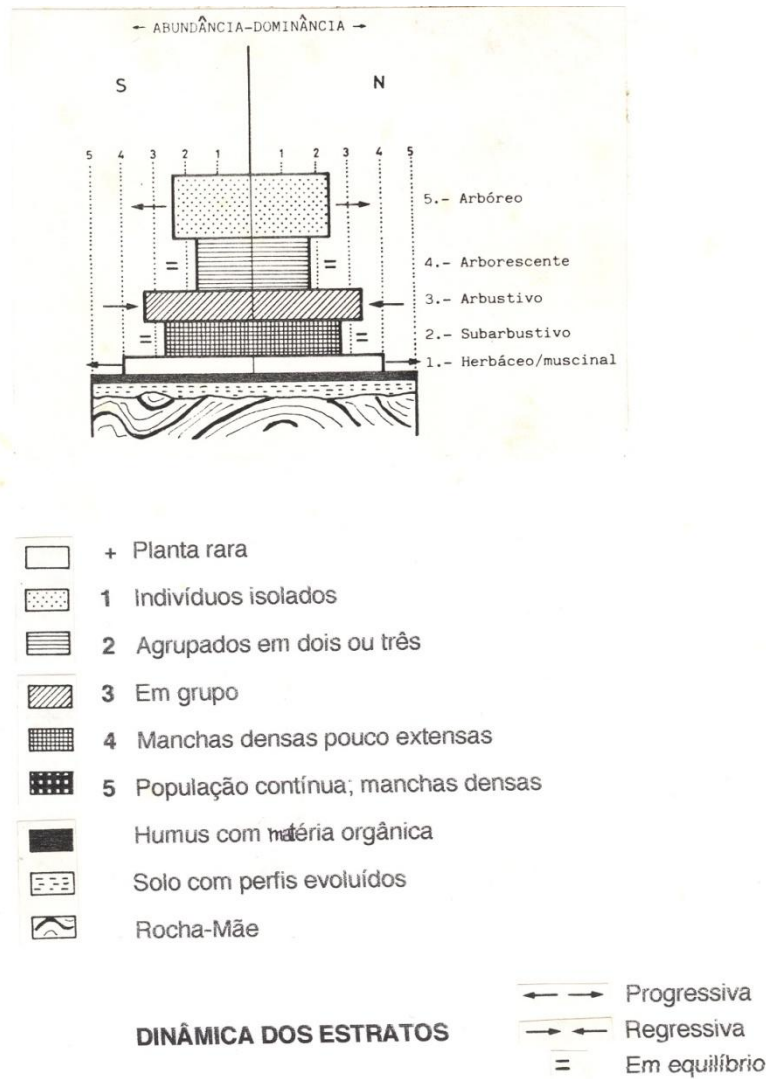 ← ABUNDÂNCIA-DOMINÂNCIA →
S N
5 4 3 2 1 1 2 3 4 5
5.- Arbóreo
= = 4.- Arborescente
3.- Arbustivo
= = 2.- Subarbustivo
1.- Herbáceo/muscinal
+ Planta rara
1 Indivíduos isolados
2 Agrupados em dois ou três
3 Em grupo
4 Manchas densas pouco extensas
5 População contínua; manchas densas
Humus com matéria orgânica
Solo com perfis evoluídos
Rocha-Mãe
DINÂMICA DOS ESTRATOS
← → Progressiva
→ ← Regressiva
= Em equilíbrio